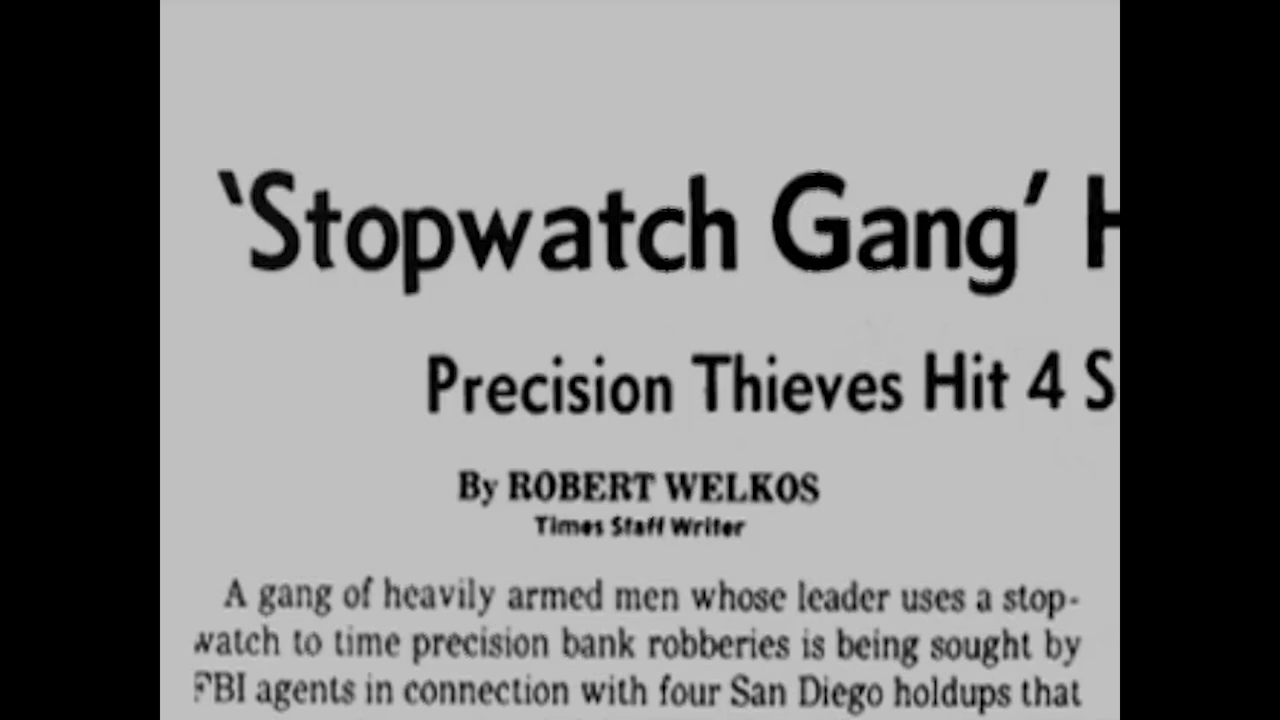 ‘Stopwatch Gang’ H
Precision Thieves Hit 4 S
By ROBERT WELKOS
Times Staff Writer
A gang of heavily armed men whose leader uses a stop-
watch to time precision bank robberies is being sought by
FBI agents in connection with four San Diego holdups that